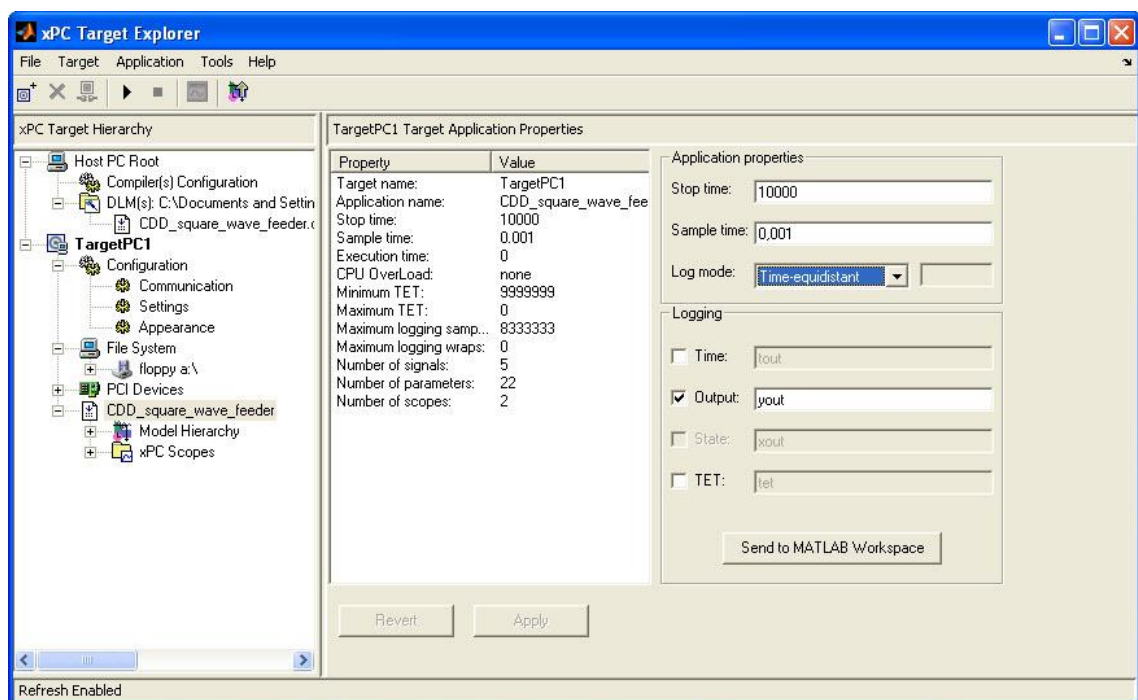 xPC Target Explorer
File Target Application Tools Help
xPC Target Hierarchy
Host PC Root
Compiler(s) Configuration
DLM(s): C:\Documents and Settin
CDD_square_wave_feeder.c
TargetPC1
Configuration
Communication
Settings
Appearance
File System
floppy a:\
PCI Devices
CDD_square_wave_feeder
Model Hierarchy
xPC Scopes
TargetPC1 Target Application Properties
Property Value
Target name: TargetPC1
Application name: CDD_square_wave_fee
Stop time: 10000
Sample time: 0.001
Execution time: 0
CPU OverLoad: none
Minimum TET: 9999999
Maximum TET: 0
Maximum logging samp... 8333333
Maximum logging wraps: 0
Number of signals: 5
Number of parameters: 22
Number of scopes: 2
Application properties
Stop time: 10000
Sample time: 0,001
Log mode: Time-equidistant
Logging
Time: tout
Output: yout
State: xout
TET: tet
Send to MATLAB Workspace
Revert Apply
Refresh Enabled